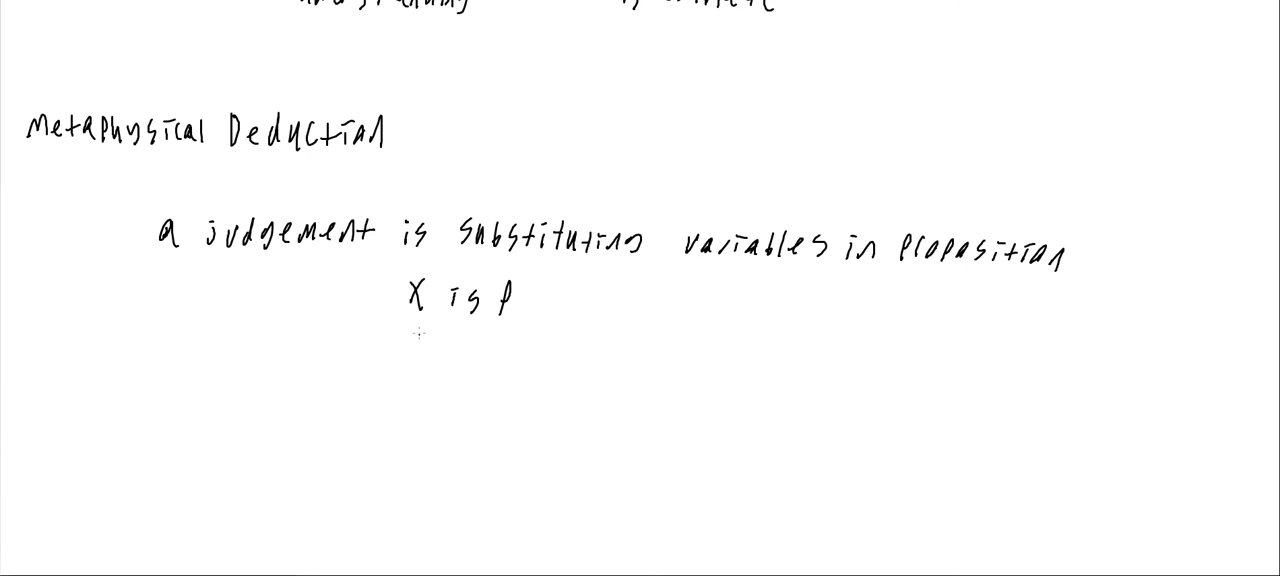 Metaphysical Deduction
a judgement is substituting variables in proposition
X is P